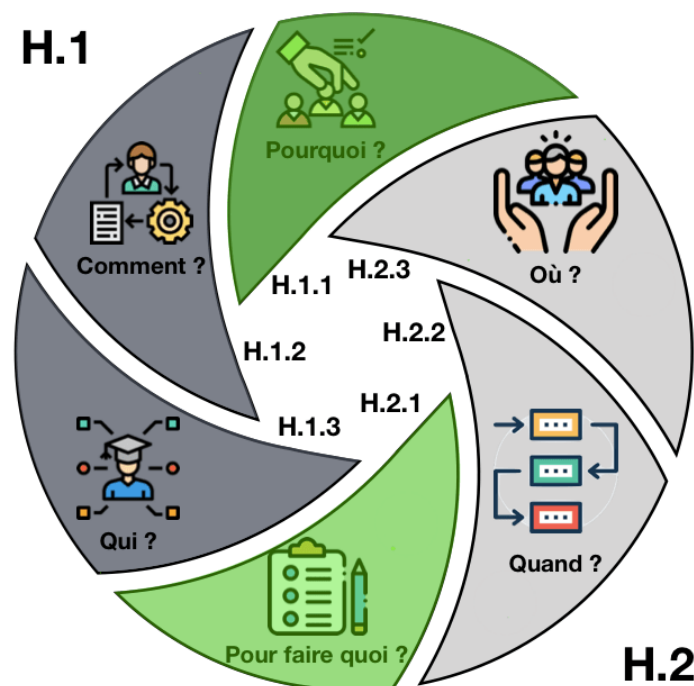 H.1
Pourquoi ?
Comment ?
Où ?
H.1.1
H.2.3
H.1.2
H.2.2
H.1.3
H.2.1
Qui ?
Quand ?
Pour faire quoi ?
H.2